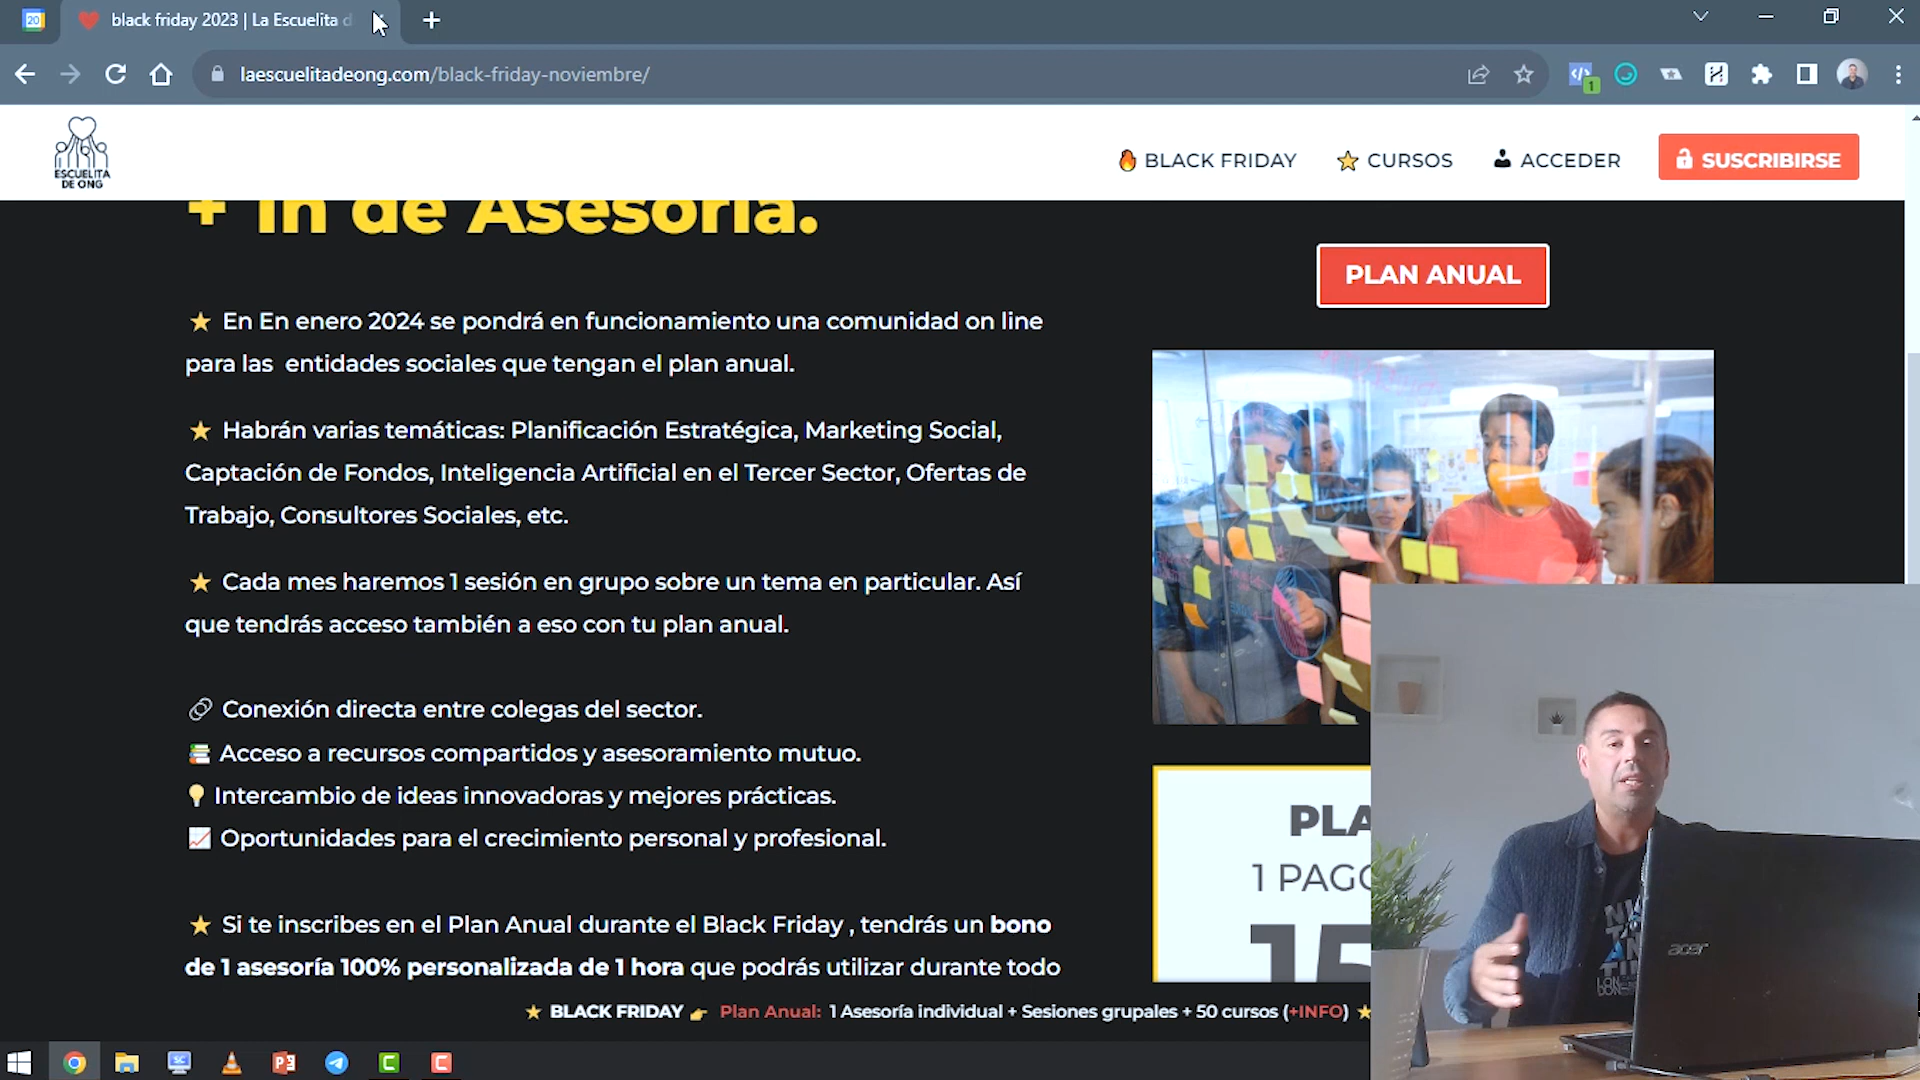 20
black friday 2023 | La Escuelita d
laescuelitadeong.com/black-friday-noviembre/
1
ESCUELITA
DE ONG
🔥 BLACK FRIDAY
⭐ CURSOS
ACCEDER
SUSCRIBIRSE
+ 1h de Asesoría.
PLAN ANUAL
⭐ En En enero 2024 se pondrá en funcionamiento una comunidad on line
para las entidades sociales que tengan el plan anual.
⭐ Habrán varias temáticas: Planificación Estratégica, Marketing Social,
Captación de Fondos, Inteligencia Artificial en el Tercer Sector, Ofertas de
Trabajo, Consultores Sociales, etc.
⭐ Cada mes haremos 1 sesión en grupo sobre un tema en particular. Así
que tendrás acceso también a eso con tu plan anual.
🔗 Conexión directa entre colegas del sector.
📚 Acceso a recursos compartidos y asesoramiento mutuo.
💡 Intercambio de ideas innovadoras y mejores prácticas.
📈 Oportunidades para el crecimiento personal y profesional.
PLA
1 PAGO
15
⭐ Si te inscribes en el Plan Anual durante el Black Friday , tendrás un bono
de 1 asesoría 100% personalizada de 1 hora que podrás utilizar durante todo
⭐ BLACK FRIDAY 👉 Plan Anual: 1 Asesoría individual + Sesiones grupales + 50 cursos (+INFO) ⭐
acer